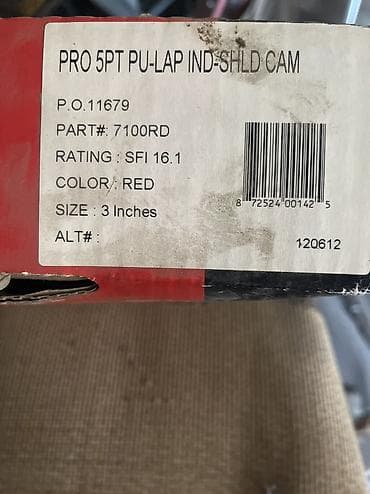 PRO 5PT PU-LAP IND-SHLD CAM
P.O.11679
PART#: 7100RD
RATING : SFI 16.1
COLOR: RED
SIZE : 3 Inches
ALT# :
8 72524 00142 5
120612